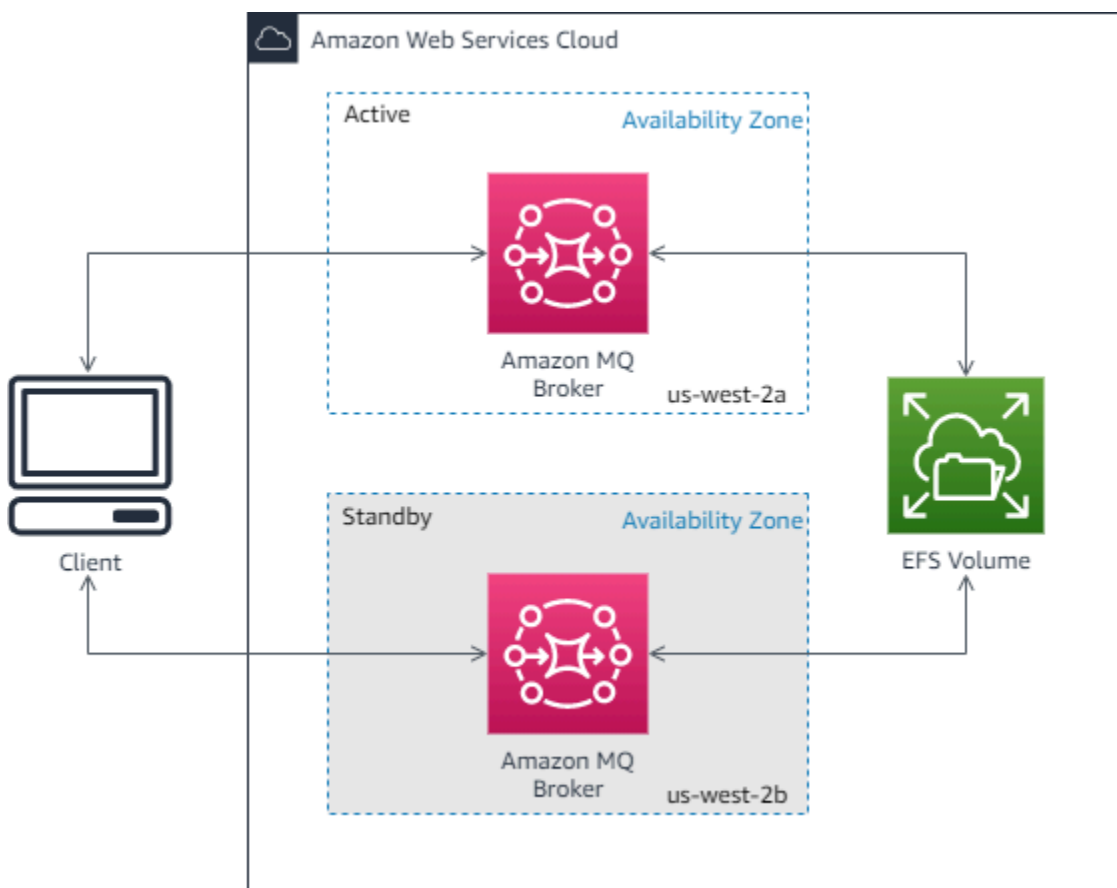 Amazon Web Services Cloud
Active
Availability Zone
Amazon MQ
Broker
us-west-2a
Client
EFS Volume
Standby
Availability Zone
Amazon MQ
Broker
us-west-2b